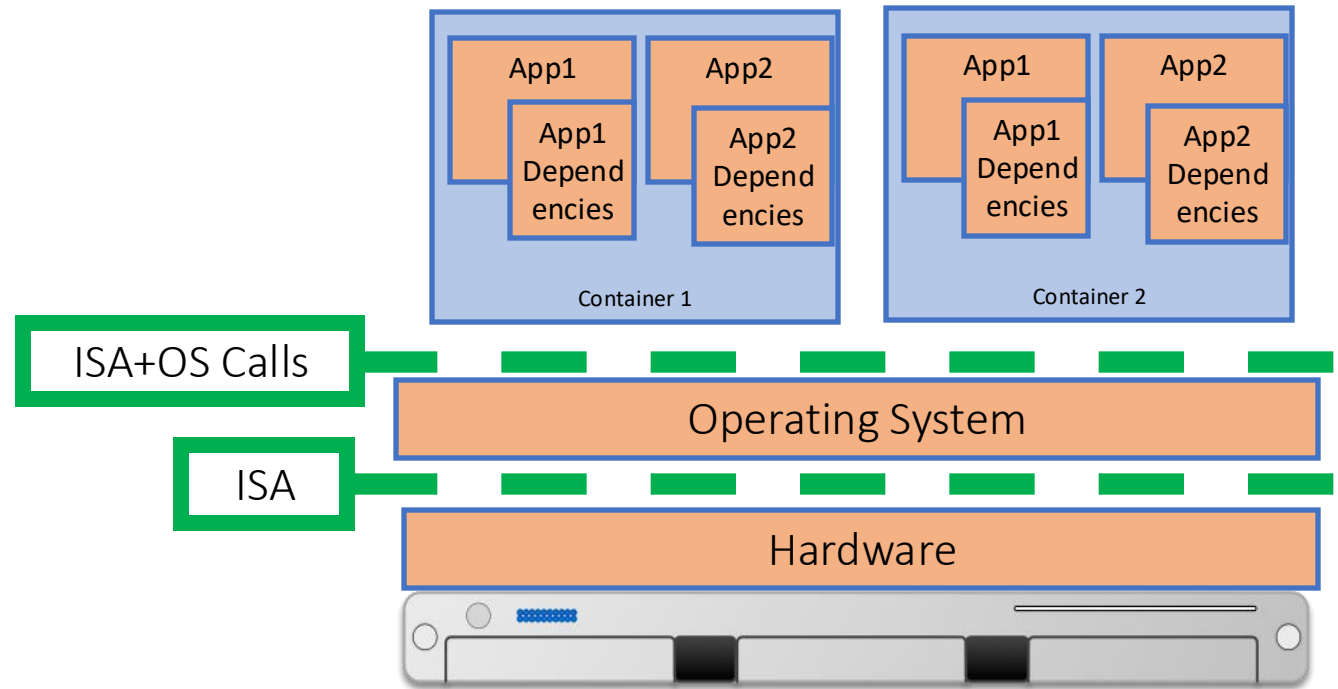 App1
App1
Depend
encies
App2
App2
Depend
encies
Container 1
App1
App1
Depend
encies
App2
App2
Depend
encies
Container 2
ISA+OS Calls
Operating System
ISA
Hardware